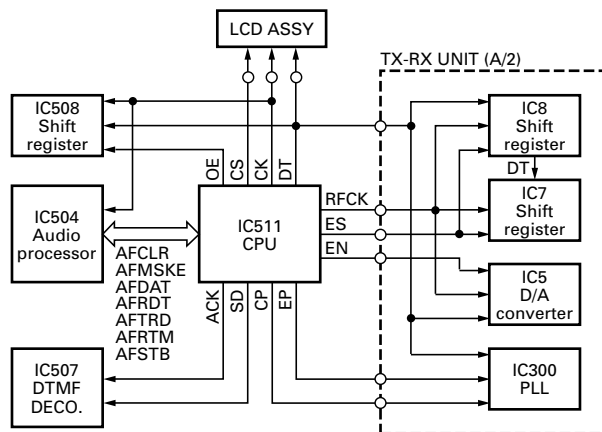 LCD ASSY
TX-RX UNIT (A/2)
IC508
Shift
register
IC8
Shift
register
OE
CS
CK
DT
DT
IC504
Audio
processor
IC511
CPU
RFCK
ES
EN
IC7
Shift
register
AFCLR
AFMSKE
AFDAT
AFRDT
AFTRD
AFRTM
AFSTB
ACK
SD
CP
EP
IC5
D/A
converter
IC507
DTMF
DECO.
IC300
PLL